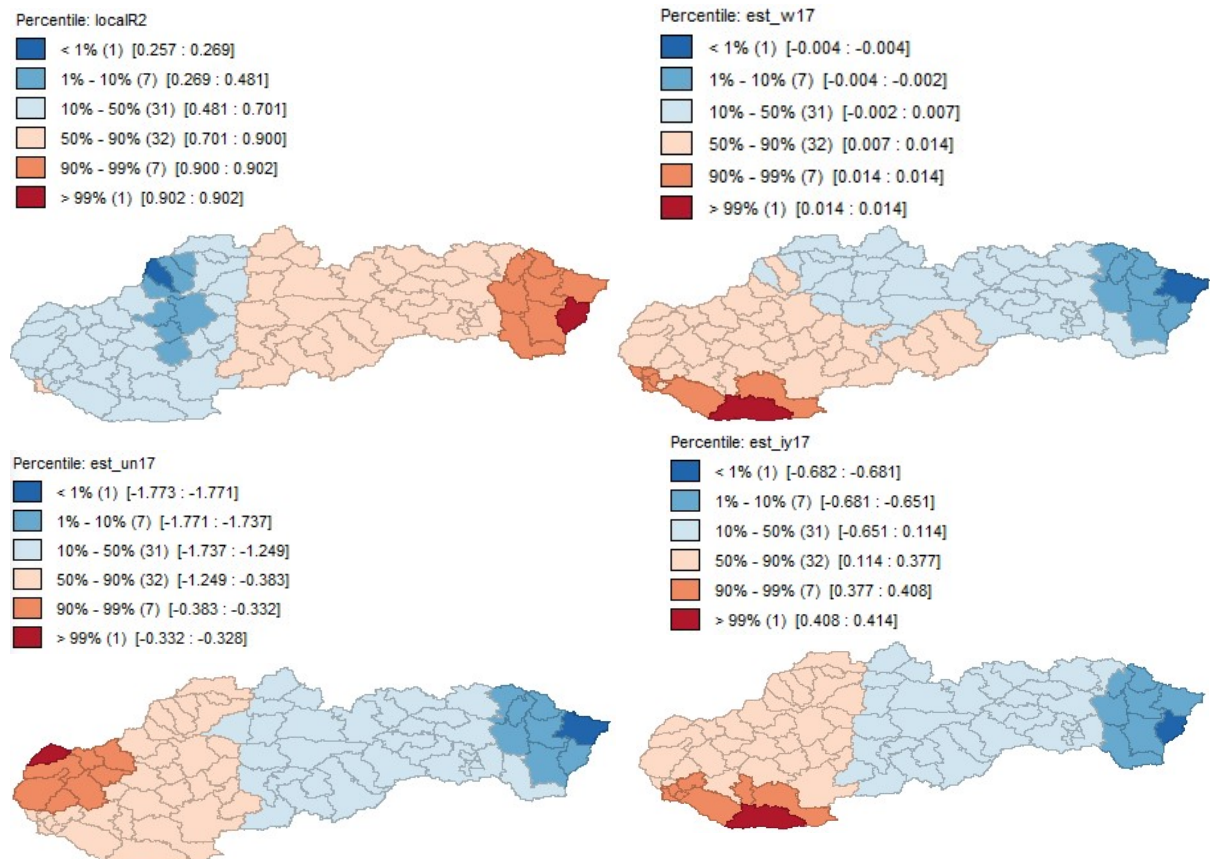 Percentile: localR2
< 1% (1) [0.257 : 0.269]
1% - 10% (7) [0.269 : 0.481]
10% - 50% (31) [0.481 : 0.701]
50% - 90% (32) [0.701 : 0.900]
90% - 99% (7) [0.900 : 0.902]
> 99% (1) [0.902 : 0.902]
Percentile: est_w17
< 1% (1) [-0.004 : -0.004]
1% - 10% (7) [-0.004 : -0.002]
10% - 50% (31) [-0.002 : 0.007]
50% - 90% (32) [0.007 : 0.014]
90% - 99% (7) [0.014 : 0.014]
> 99% (1) [0.014 : 0.014]
Percentile: est_un17
< 1% (1) [-1.773 : -1.771]
1% - 10% (7) [-1.771 : -1.737]
10% - 50% (31) [-1.737 : -1.249]
50% - 90% (32) [-1.249 : -0.383]
90% - 99% (7) [-0.383 : -0.332]
> 99% (1) [-0.332 : -0.328]
Percentile: est_iy17
< 1% (1) [-0.682 : -0.681]
1% - 10% (7) [-0.681 : -0.651]
10% - 50% (31) [-0.651 : 0.114]
50% - 90% (32) [0.114 : 0.377]
90% - 99% (7) [0.377 : 0.408]
> 99% (1) [0.408 : 0.414]